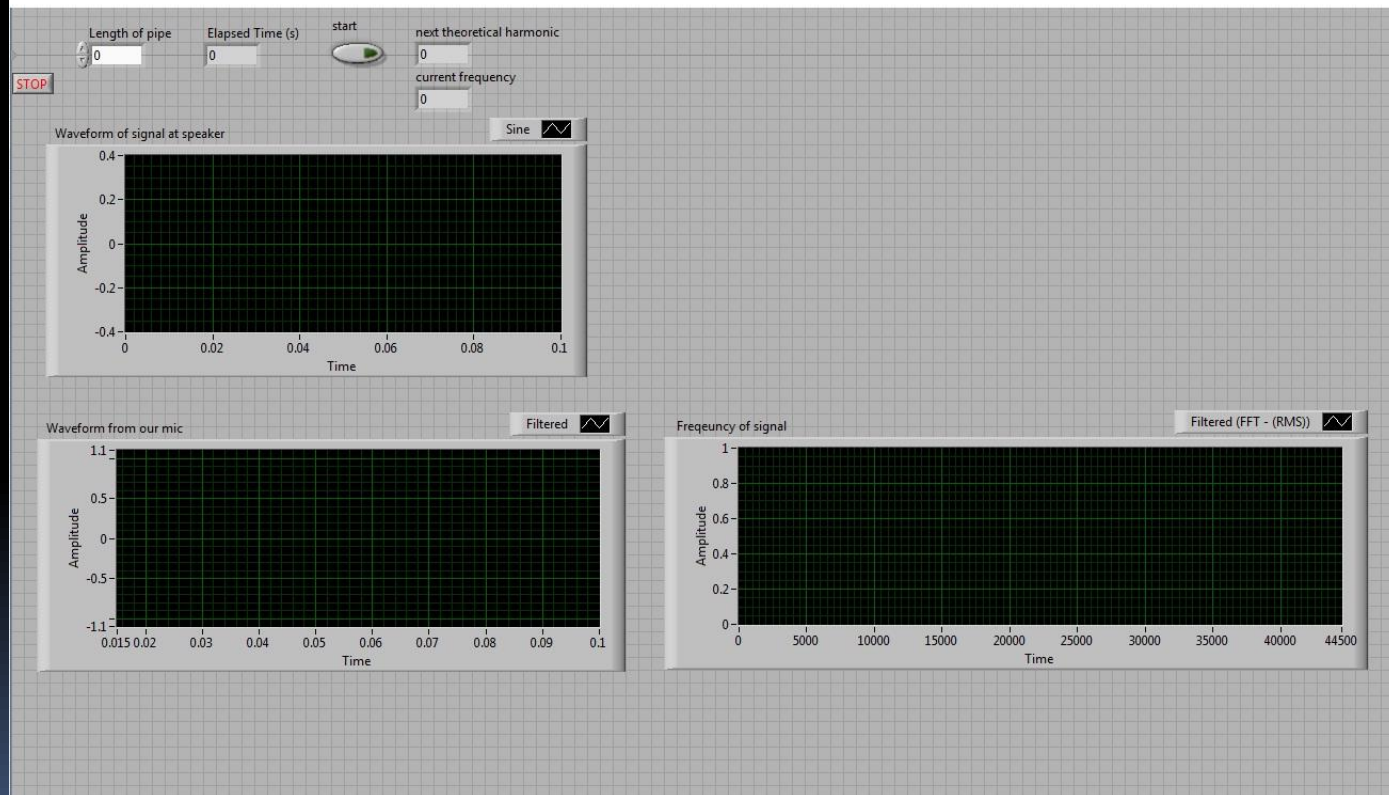 Length of pipe
0
Elapsed Time (s)
0
start
next theoretical harmonic
0
current frequency
0
STOP
Waveform of signal at speaker
Sine
Amplitude
0.4
0.2
0
-0.2
-0.4
0 0.02 0.04 0.06 0.08 0.1
Time
Waveform from our mic
Filtered
Amplitude
1.1
0.5
0
-0.5
-1.1
0.015 0.02 0.03 0.04 0.05 0.06 0.07 0.08 0.09 0.1
Time
Freqeuncy of signal
Filtered (FFT - (RMS))
Amplitude
1
0.8
0.6
0.4
0.2
0
0 5000 10000 15000 20000 25000 30000 35000 40000 44500
Time